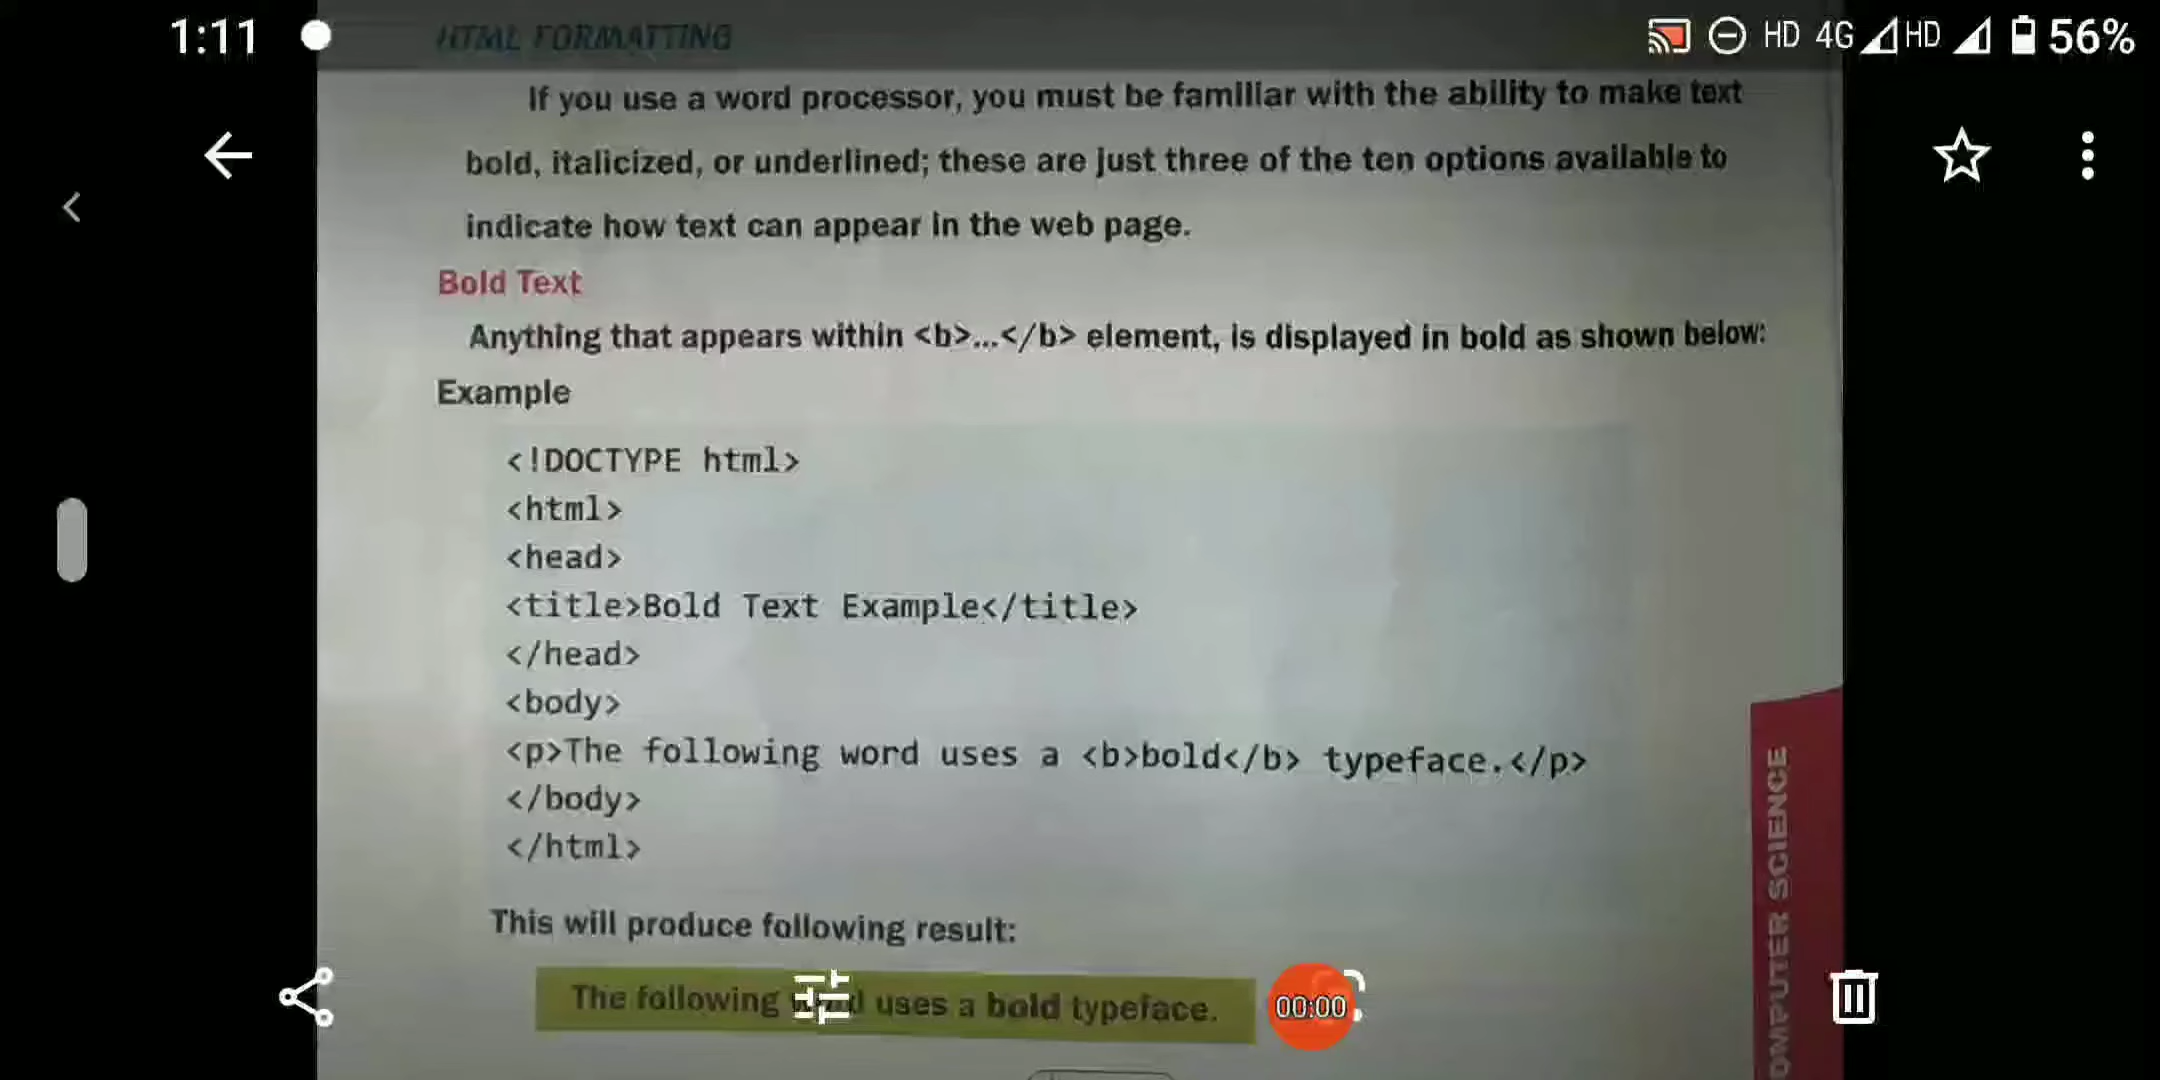 1:11
HD 4G HD 56%
HTML FORMATTING
If you use a word processor, you must be familiar with the ability to make text
bold, italicized, or underlined; these are just three of the ten options available to
indicate how text can appear in the web page.
Bold Text
Anything that appears within <b>...</b> element, is displayed in bold as shown below:
Example
<!DOCTYPE html>
<html>
<head>
<title>Bold Text Example</title>
</head>
<body>
<p>The following word uses a <b>bold</b> typeface.</p>
</body>
</html>
This will produce following result:
The following word uses a bold typeface.
00:00
OMPUTER SCIENCE